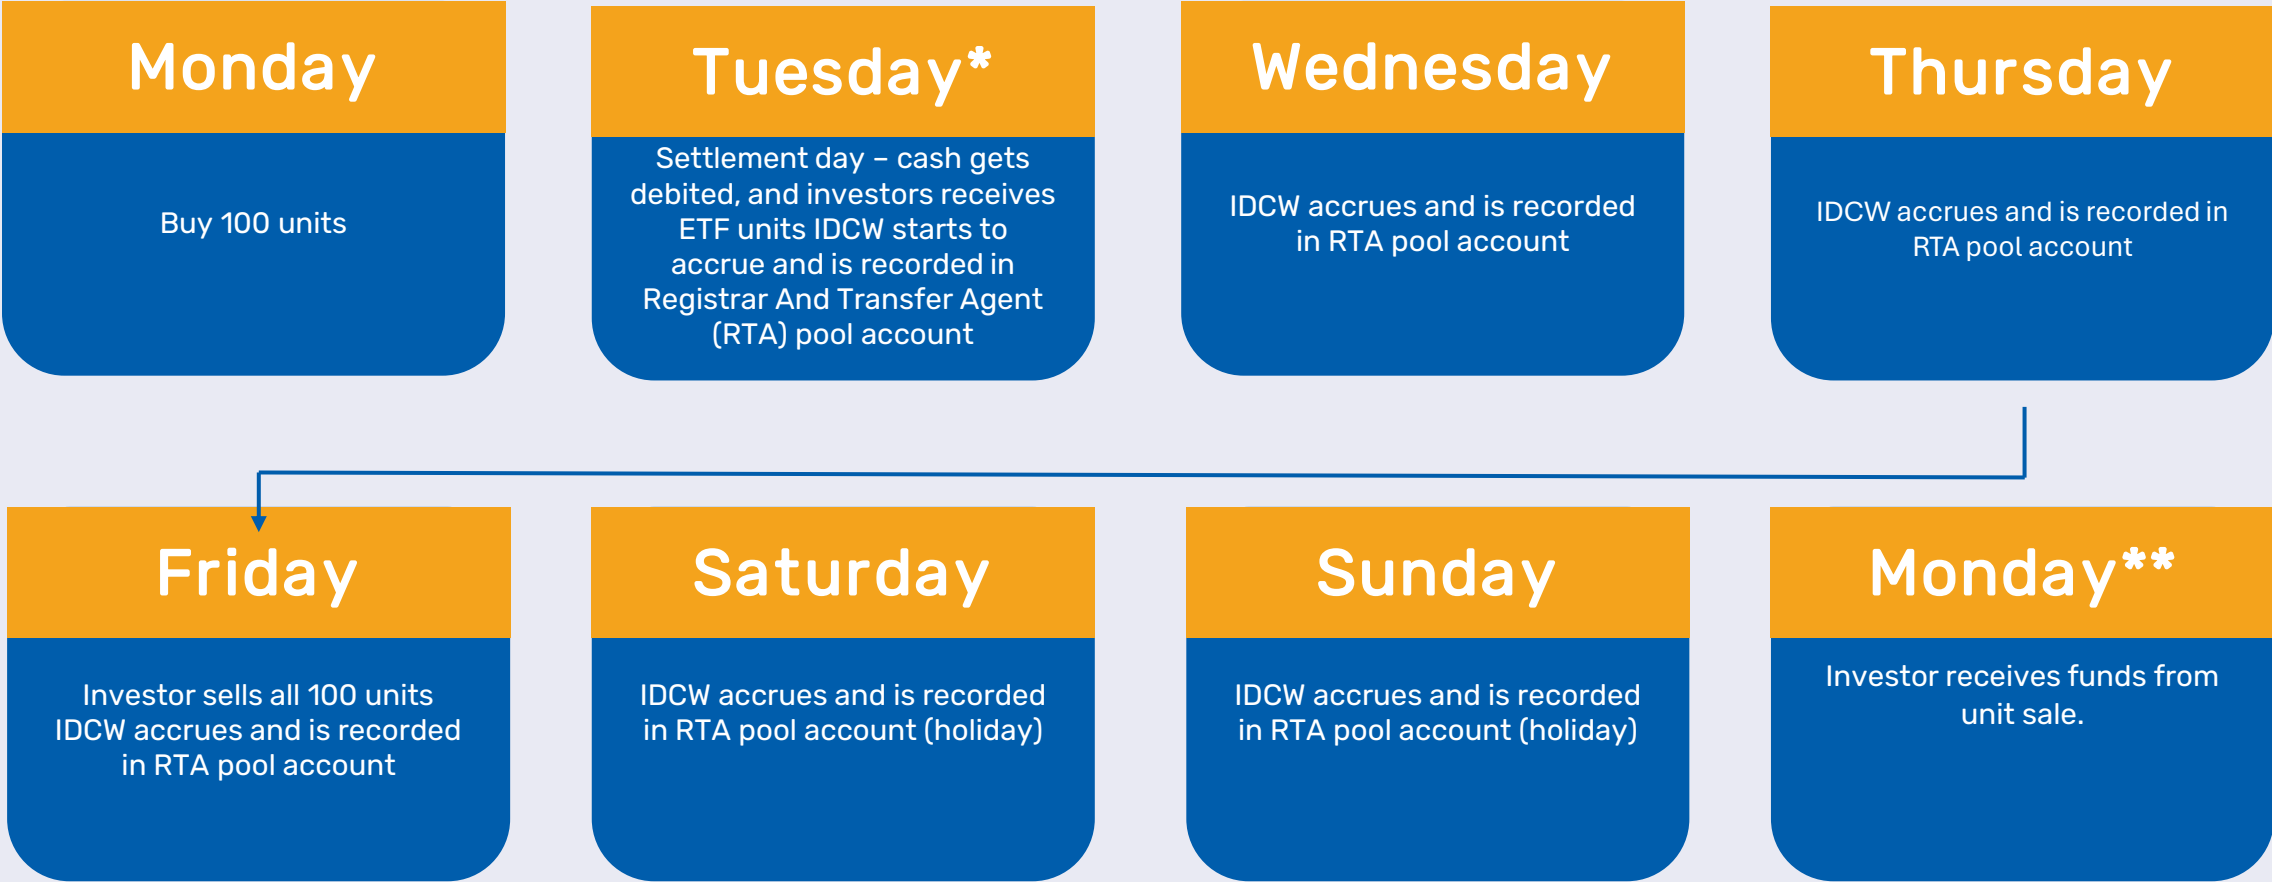 Monday
Buy 100 units
Tuesday*
Settlement day – cash gets
debited, and investors receives
ETF units IDCW starts to
accrue and is recorded in
Registrar And Transfer Agent
(RTA) pool account
Wednesday
IDCW accrues and is recorded
in RTA pool account
Thursday
IDCW accrues and is recorded in
RTA pool account
Friday
Investor sells all 100 units
IDCW accrues and is recorded
in RTA pool account
Saturday
IDCW accrues and is recorded
in RTA pool account (holiday)
Sunday
IDCW accrues and is recorded
in RTA pool account (holiday)
Monday**
Investor receives funds from
unit sale.